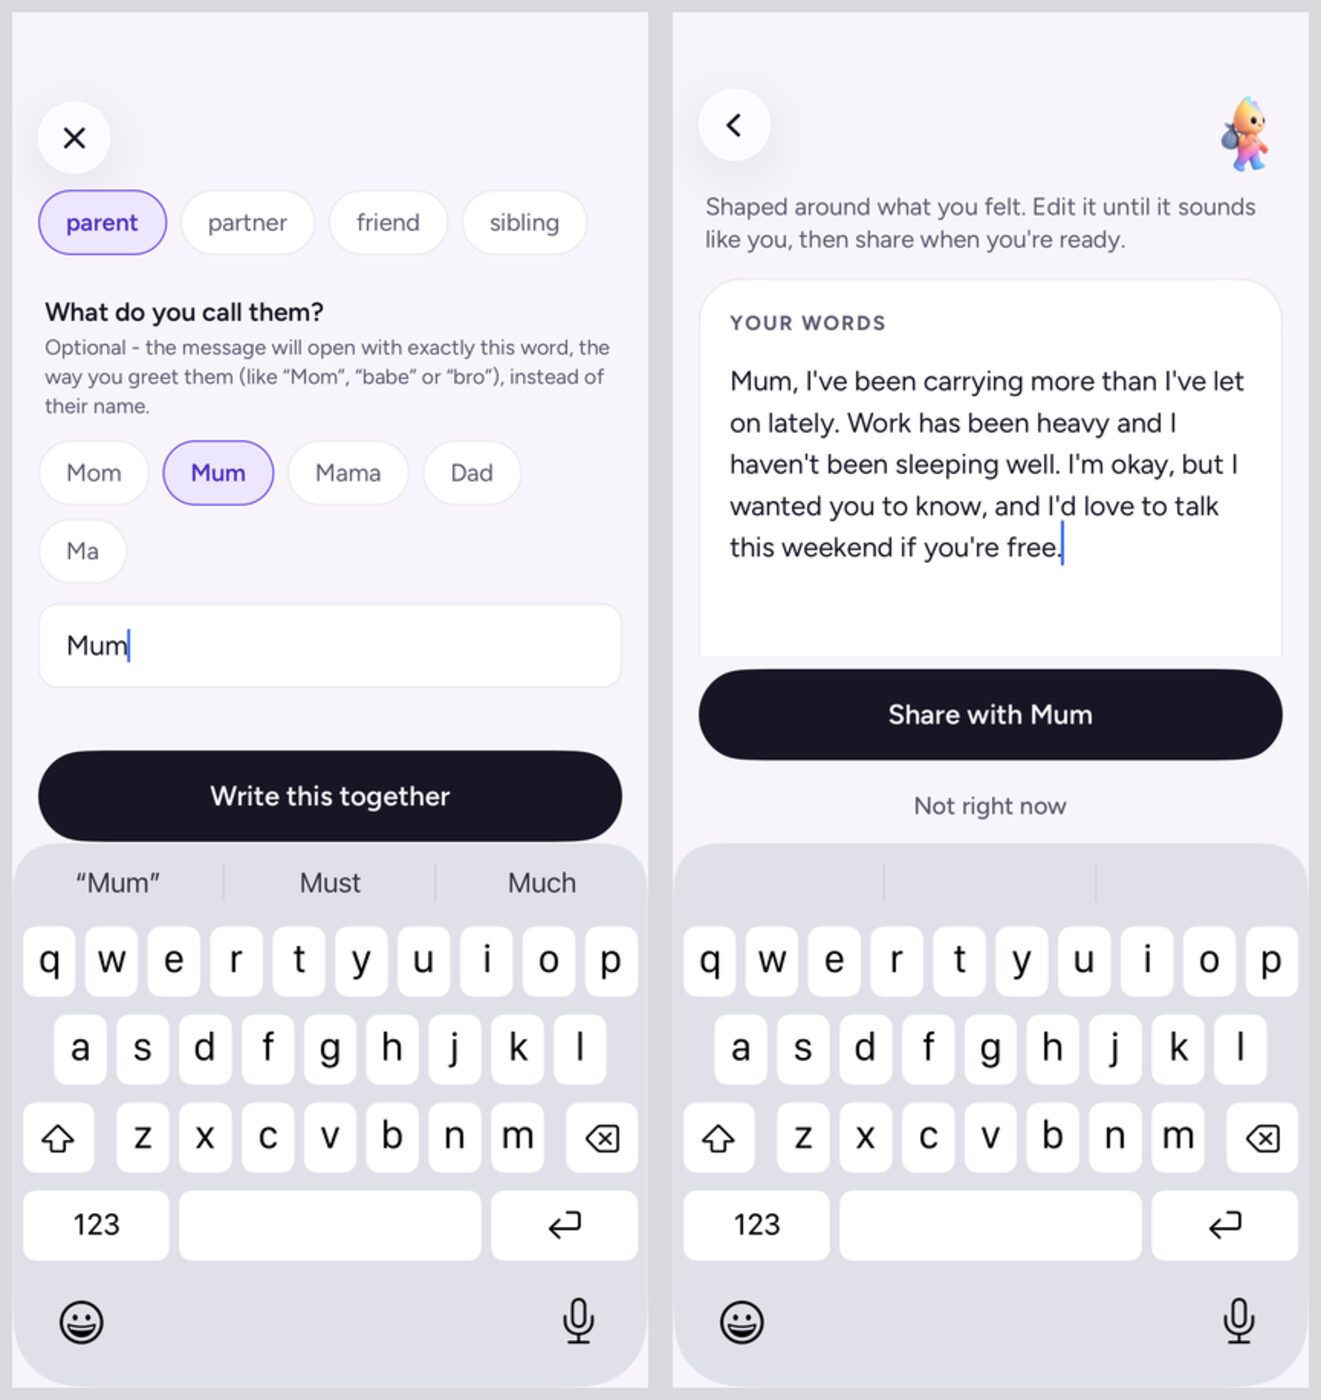 parent partner friend sibling
What do you call them?
Optional - the message will open with exactly this word, the
way you greet them (like “Mom”, “babe” or “bro”), instead of
their name.
Mom Mum Mama Dad
Ma
Mum
Write this together
“Mum” Must Much
q w e r t y u i o p
a s d f g h j k l
z x c v b n m
123
Shaped around what you felt. Edit it until it sounds
like you, then share when you're ready.
YOUR WORDS
Mum, I've been carrying more than I've let
on lately. Work has been heavy and I
haven't been sleeping well. I'm okay, but I
wanted you to know, and I'd love to talk
this weekend if you're free.
Share with Mum
Not right now
q w e r t y u i o p
a s d f g h j k l
z x c v b n m
123